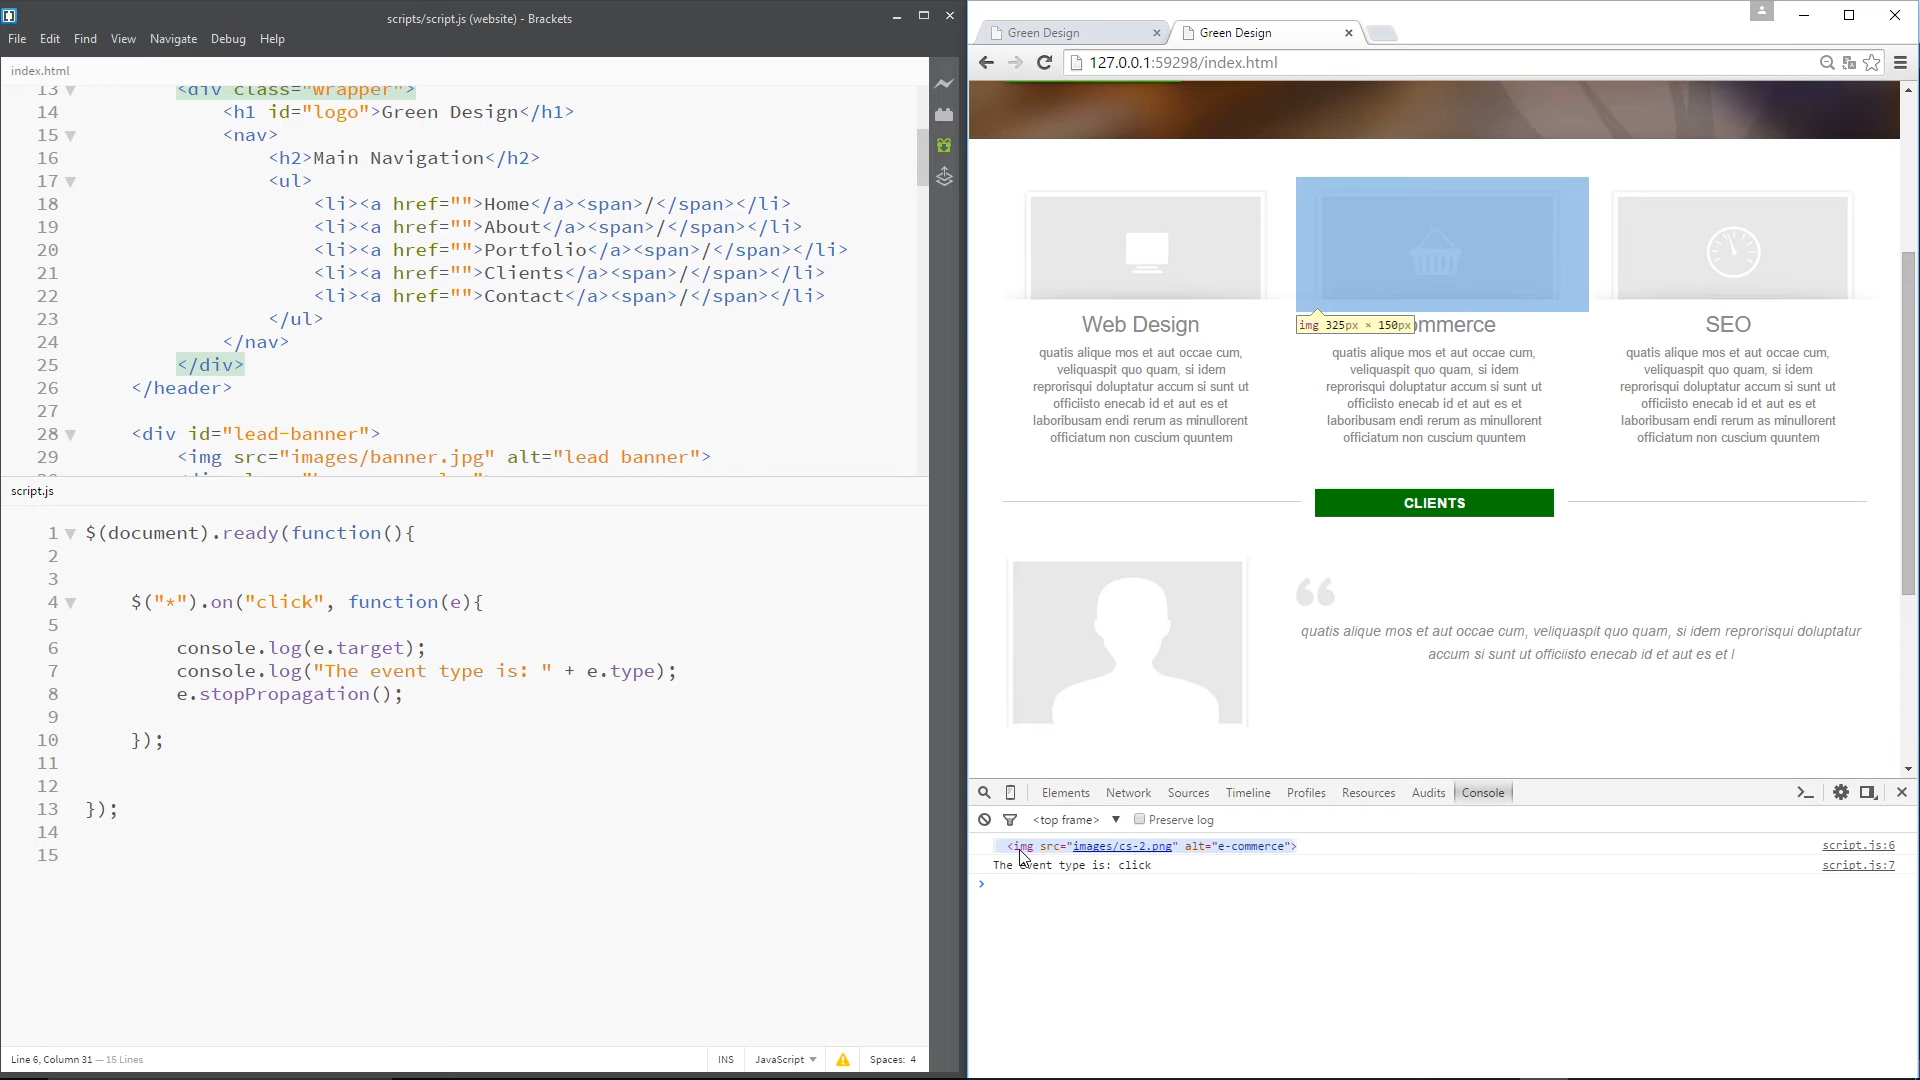 scripts/script.js (website) - Brackets
File Edit Find View Navigate Debug Help
index.html
13 <div class="wrapper">
14 <h1 id="logo">Green Design</h1>
15 <nav>
16 <h2>Main Navigation</h2>
17 <ul>
18 <li><a href="">Home</a><span>/</span></li>
19 <li><a href="">About</a><span>/</span></li>
20 <li><a href="">Portfolio</a><span>/</span></li>
21 <li><a href="">Clients</a><span>/</span></li>
22 <li><a href="">Contact</a><span>/</span></li>
23 </ul>
24 </nav>
25 </div>
26 </header>
27
28 <div id="lead-banner">
29 <img src="images/banner.jpg" alt="lead banner">
script.js
1 $(document).ready(function(){
2
3
4 $("*").on("click", function(e){
5
6 console.log(e.target);
7 console.log("The event type is: " + e.type);
8 e.stopPropagation();
9
10 });
11
12
13 });
14
15
Line 6, Column 31 — 15 Lines
INS JavaScript Spaces: 4
Green Design
Green Design
127.0.0.1:59298/index.html
img 325px × 150px
Web Design
quatis alique mos et aut occae cum,
veliquaspit quo quam, si idem
reprorisqui doluptatur accum si sunt ut
officiisto enecab id et aut es et
laboribusam endi rerum as minullorent
officiatum non cuscium quuntem
ommerce
quatis alique mos et aut occae cum,
veliquaspit quo quam, si idem
reprorisqui doluptatur accum si sunt ut
officiisto enecab id et aut es et
laboribusam endi rerum as minullorent
officiatum non cuscium quuntem
SEO
quatis alique mos et aut occae cum,
veliquaspit quo quam, si idem
reprorisqui doluptatur accum si sunt ut
officiisto enecab id et aut es et
laboribusam endi rerum as minullorent
officiatum non cuscium quuntem
CLIENTS
quatis alique mos et aut occae cum, veliquaspit quo quam, si idem reprorisqui doluptatur
accum si sunt ut officiisto enecab id et aut es et l
Elements Network Sources Timeline Profiles Resources Audits Console
<top frame> Preserve log
<img src="images/cs-2.png" alt="e-commerce"> script.js:6
The event type is: click script.js:7